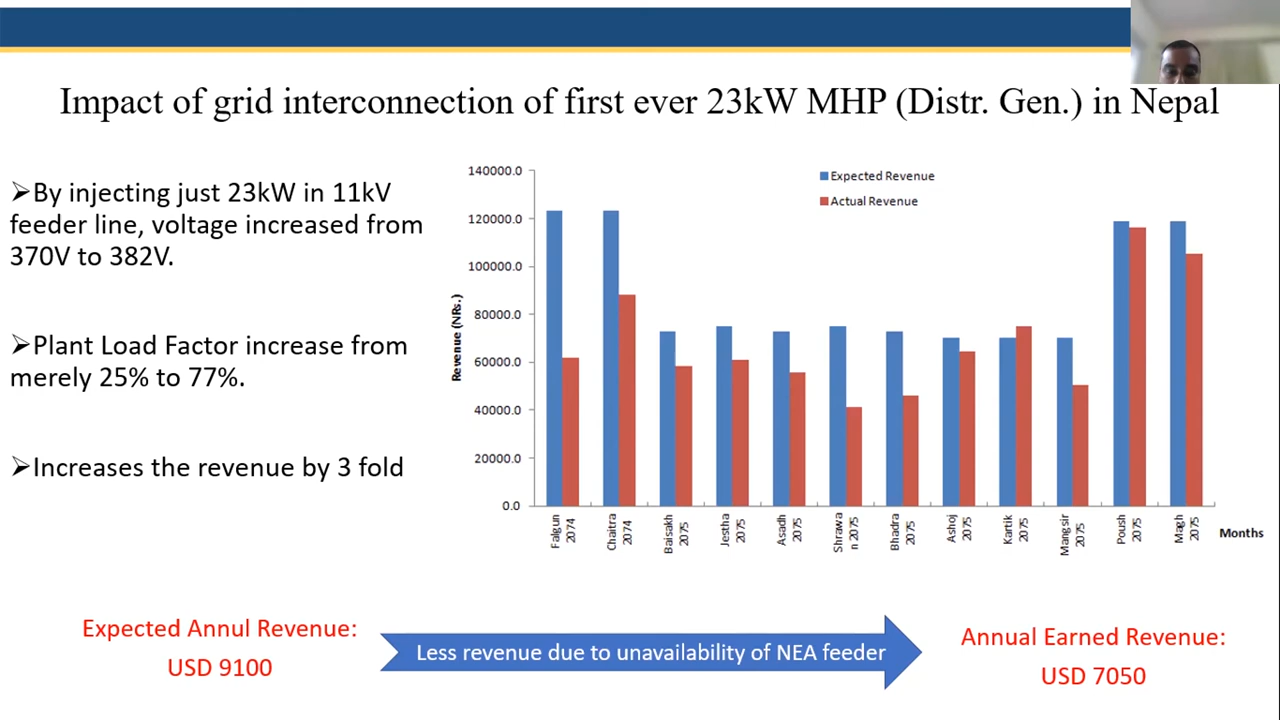 Impact of grid interconnection of first ever 23kW MHP (Distr. Gen.) in Nepal
➢By injecting just 23kW in 11kV
feeder line, voltage increased from
370V to 382V.
➢Plant Load Factor increase from
merely 25% to 77%.
➢Increases the revenue by 3 fold
Revenue (NRs.)
140000.0
120000.0
100000.0
80000.0
60000.0
40000.0
20000.0
0.0
Expected Revenue
Actual Revenue
Falgun
2074
Chaitra
2074
Baisakh
2075
Jestha
2075
Asadh
2075
Shrawa
n 2075
Bhadra
2075
Ashoj
2075
Kartik
2075
Mangsir
2075
Poush
2075
Magh
2075
Months
Expected Annul Revenue:
USD 9100
Less revenue due to unavailability of NEA feeder
Annual Earned Revenue:
USD 7050